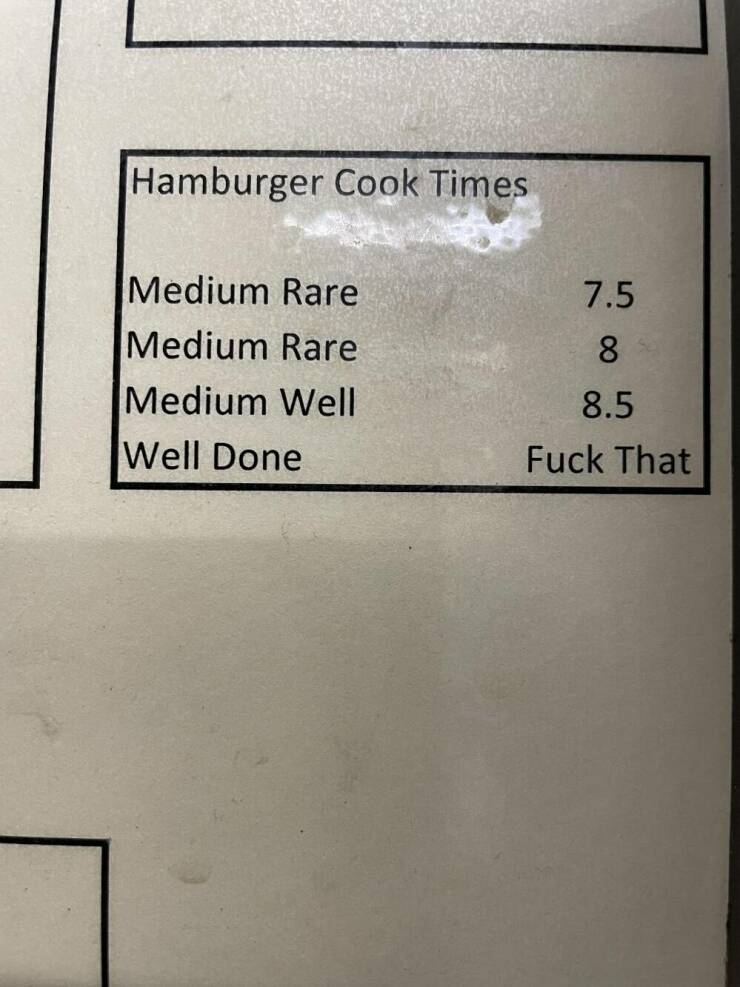 Hamburger Cook Times
Medium Rare 7.5
Medium Rare 8
Medium Well 8.5
Well Done Fuck That